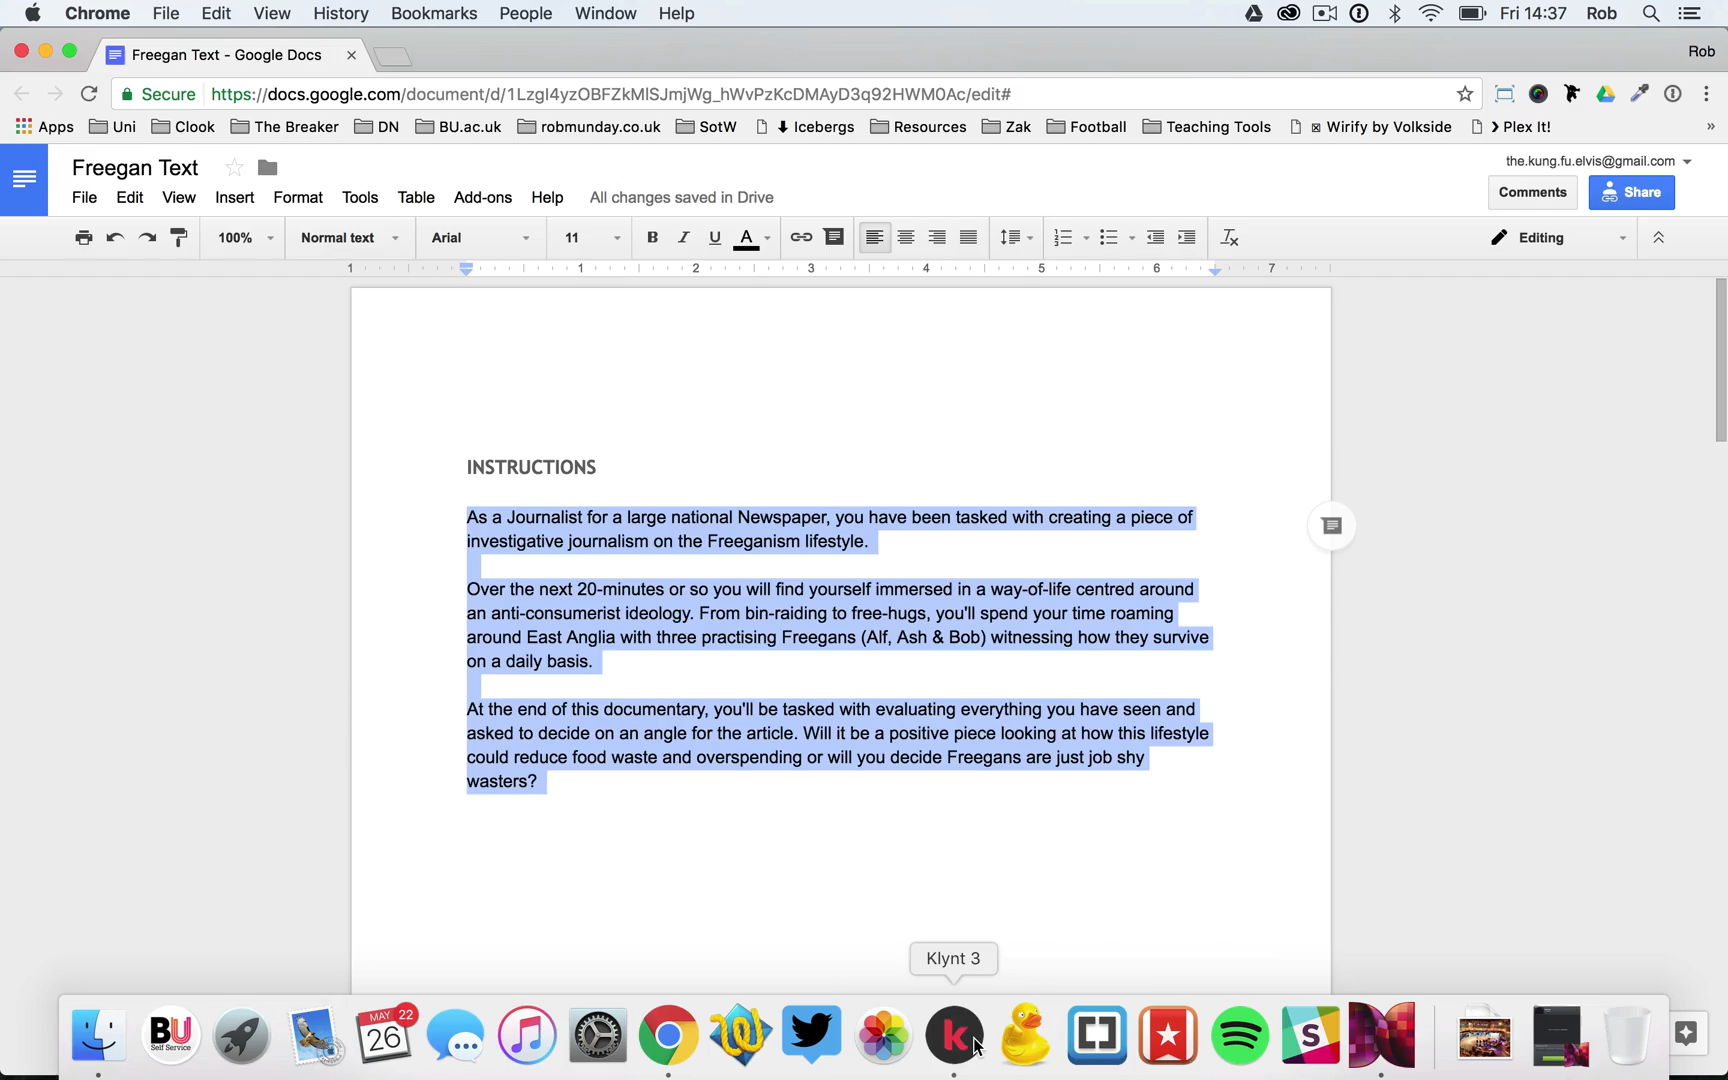 Chrome File Edit View History Bookmarks People Window Help Fri 14:37 Rob
Freegan Text - Google Docs Rob
Secure https://docs.google.com/document/d/1LzgI4yzOBFZkMlSJmjWg_hWvPzKcDMAyD3q92HWM0Ac/edit#
Apps Uni Clook The Breaker DN BU.ac.uk robmunday.co.uk SotW Icebergs Resources Zak Football Teaching Tools Wirify by Volkside Plex It! »
Freegan Text the.kung.fu.elvis@gmail.com
File Edit View Insert Format Tools Table Add-ons Help All changes saved in Drive Comments Share
100% Normal text Arial 11 B I U A Editing
1 1 2 3 4 5 6 7
INSTRUCTIONS
As a Journalist for a large national Newspaper, you have been tasked with creating a piece of
investigative journalism on the Freeganism lifestyle.
Over the next 20-minutes or so you will find yourself immersed in a way-of-life centred around
an anti-consumerist ideology. From bin-raiding to free-hugs, you'll spend your time roaming
around East Anglia with three practising Freegans (Alf, Ash & Bob) witnessing how they survive
on a daily basis.
At the end of this documentary, you'll be tasked with evaluating everything you have seen and
asked to decide on an angle for the article. Will it be a positive piece looking at how this lifestyle
could reduce food waste and overspending or will you decide Freegans are just job shy
wasters?
Klynt 3
BU Self Service MAY 26 22 k S